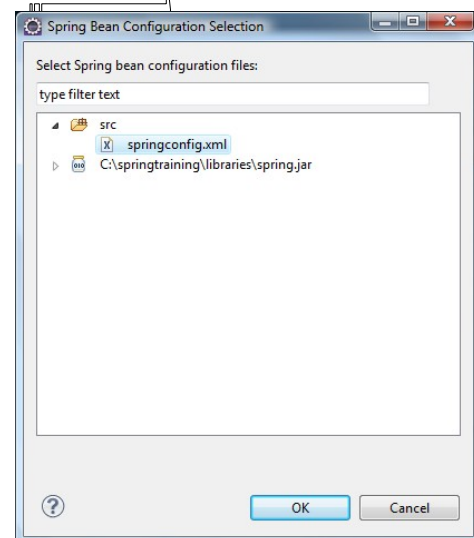 Spring Bean Configuration Selection
Select Spring bean configuration files:
type filter text
src
springconfig.xml
C:\springtraining\libraries\spring.jar
OK
Cancel